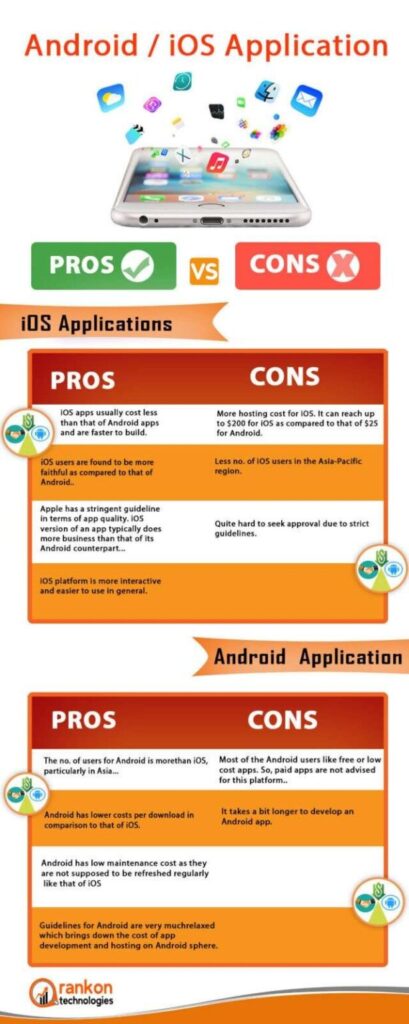 Android / iOS Application
PROS
VS
CONS X
iOS Applications
PROS
CONS
iOS apps usually cost less
than that of Android apps
and are faster to build.
More hosting cost for iOS. It can reach up
to $200 for iOS as compared to that of $25
for Android.
iOS users are found to be more
faithful as compared to that of
Android..
Less no. of iOS users in the Asia-Pacific
region.
Apple has a stringent guideline
in terms of app quality. iOS
version of an app typically does
more business than that of its
Android counterpart...
Quite hard to seek approval due to strict
guidelines.
iOS platform is more interactive
and easier to use in general.
Android Application
PROS
CONS
The no. of users for Android is morethan iOS,
particularly in Asia...
Most of the Android users like free or low
cost apps. So, paid apps are not advised
for this platform..
Android has lower costs per download in
comparison to that of iOS.
It takes a bit longer to develop an
Android app.
Android has low maintenance cost as they
are not supposed to be refreshed regularly
like that of iOS
Guidelines for Android are very muchrelaxed
which brings down the cost of app
development and hosting on Android sphere.
rankon
technologies